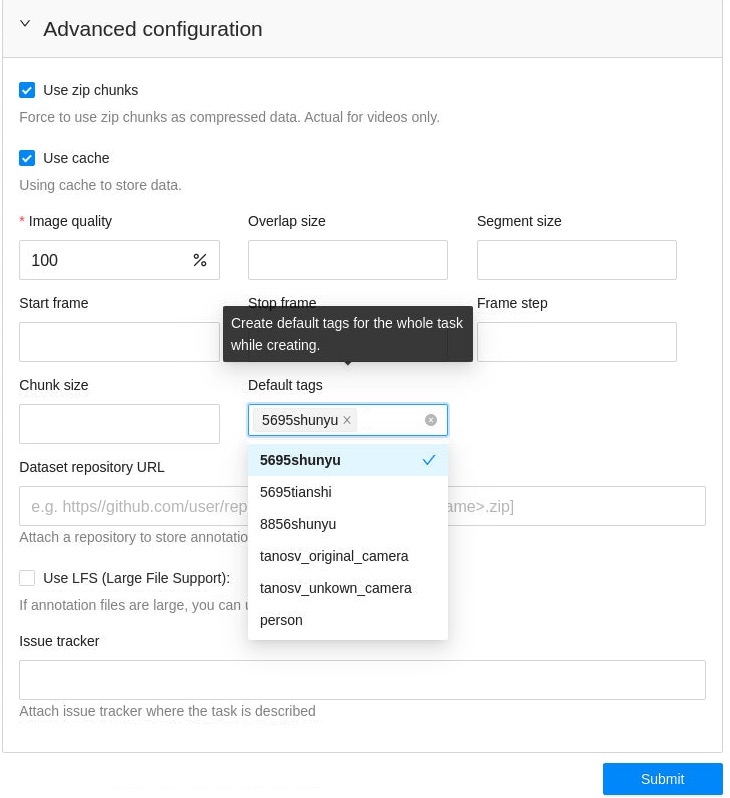 Advanced configuration
Use zip chunks
Force to use zip chunks as compressed data. Actual for videos only.
Use cache
Using cache to store data.
* Image quality
Overlap size
Segment size
100 %
Start frame
Stop frame
Frame step
Create default tags for the whole task
while creating.
Chunk size
Default tags
5695shunyu
5695shunyu
5695tianshi
8856shunyu
tanosv_original_camera
tanosv_unkown_camera
person
Dataset repository URL
e.g. https//github.com/user/rep ame>.zip]
Attach a repository to store annotatio
Use LFS (Large File Support):
If annotation files are large, you can
Issue tracker
Attach issue tracker where the task is described
Submit